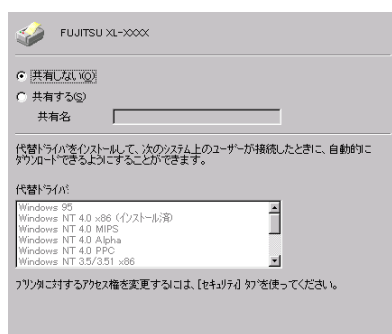 FUJITSU XL-XXXX
共有しない(O)
共有する(S)
共有名
代替ドライバをインストールして、次のシステム上のユーザーが接続したときに、自動的に
ダウンロードできるようにすることができます。
代替ドライバ:
Windows 95
Windows NT 4.0 x86 (インストール済)
Windows NT 4.0 MIPS
Windows NT 4.0 Alpha
Windows NT 4.0 PPC
Windows NT 3.5/3.51 x86
プリンタに対するアクセス権を変更するには、[セキュリティ] タブを使ってください。